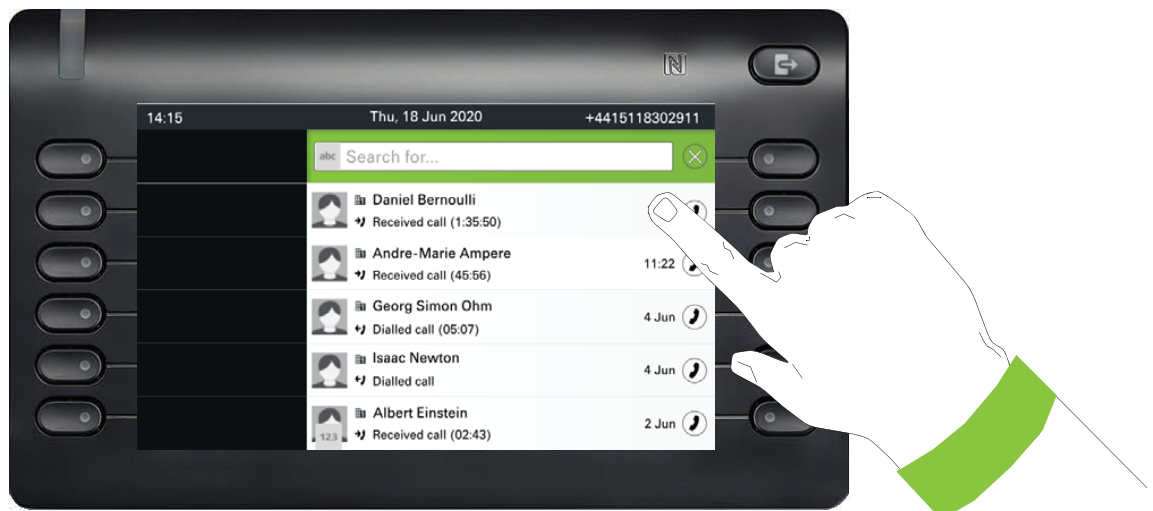 14:15 Thu, 18 Jun 2020 +4415118302911
abc Search for...
Daniel Bernoulli
Received call (1:35:50)
Andre-Marie Ampere
Received call (45:56) 11:22
Georg Simon Ohm
Dialled call (05:07) 4 Jun
Isaac Newton
Dialled call 4 Jun
Albert Einstein
123 Received call (02:43) 2 Jun